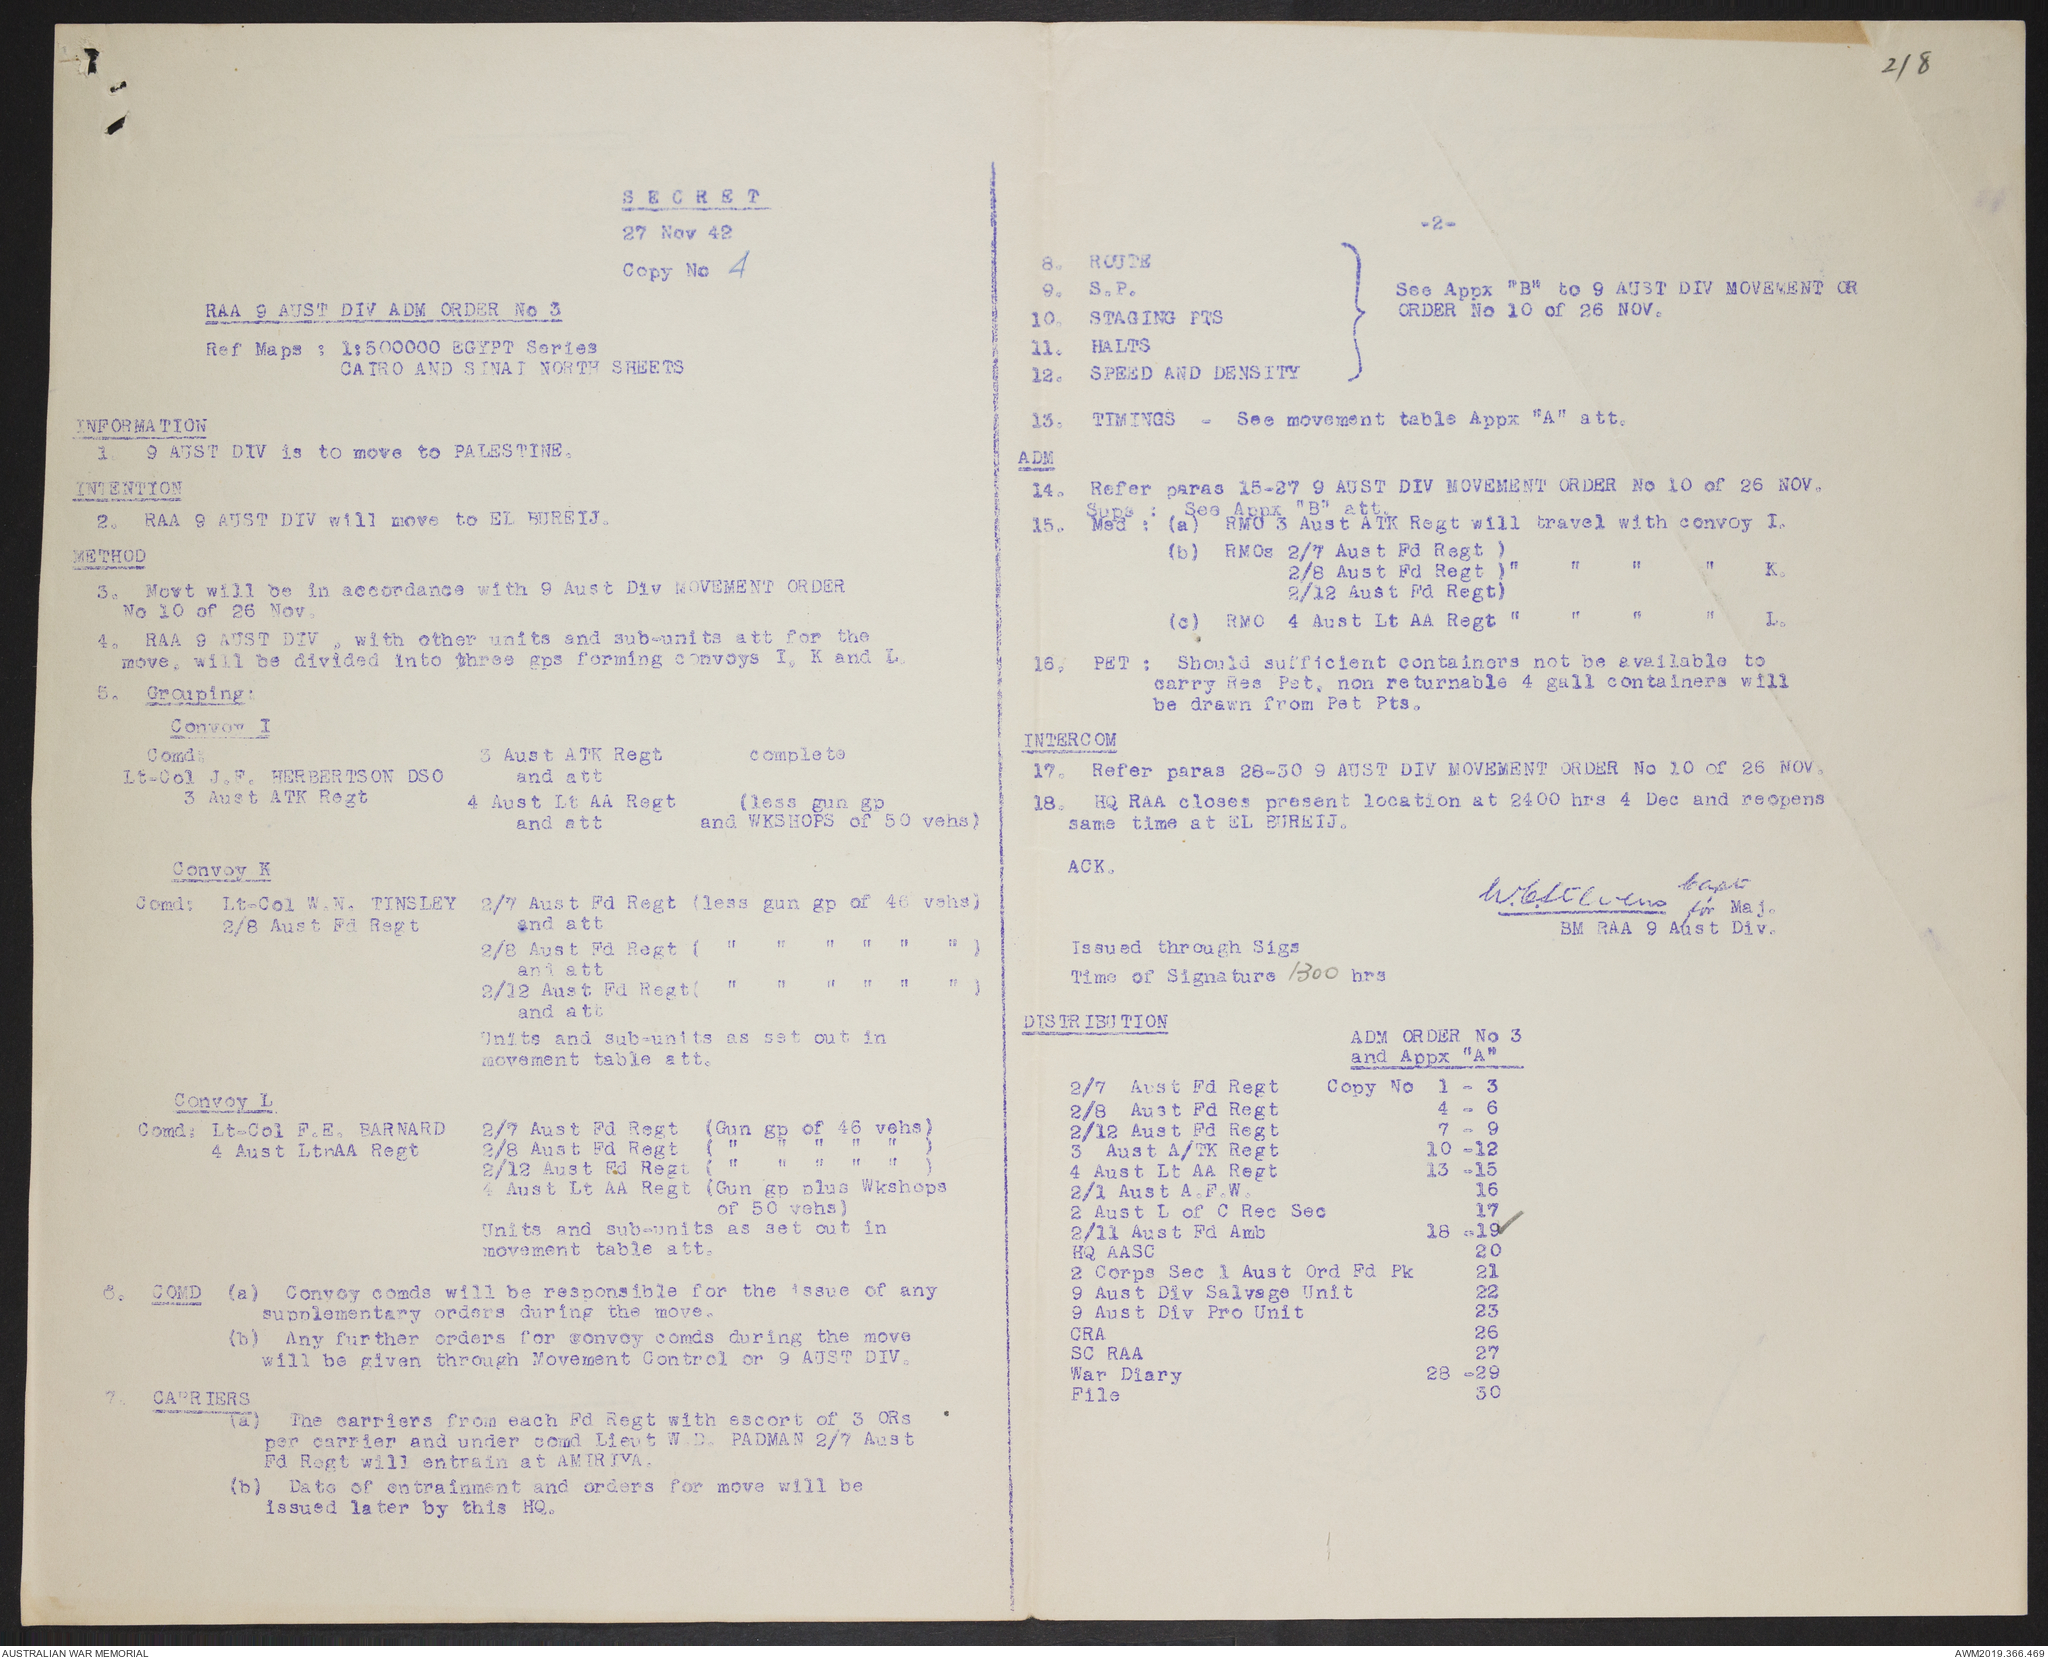 S E C R E T
27 Nov 42
Copy No 4
RAA 9 AUST DIV ADM ORDER No 3
Ref Maps : 1:500000 EGYPT Series
CAIRO AND SINAI NORTH SHEETS
INFORMATION
1. 9 AUST DIV is to move to PALESTINE.
INTENTION
2. RAA 9 AUST DIV will move to EL BUREIJ.
METHOD
3. Movt will be in accordance with 9 Aust Div MOVEMENT ORDER
No 10 of 26 Nov.
4. RAA 9 AUST DIV , with other units and sub-units att for the
move, will be divided into three gps forming convoys I, K and L.
5. Grouping:
Convoy I
Comd: 3 Aust ATK Regt complete
Lt-Col J.F. HERBERTSON DSO and att
3 Aust ATK Regt 4 Aust Lt AA Regt (less gun gp
and att and WKSHOPS of 50 vehs)
Convoy K
Comd: Lt-Col W.N. TINSLEY 2/7 Aust Fd Regt (less gun gp of 46 vehs)
2/8 Aust Fd Regt and att
2/8 Aust Fd Regt ( " " " " " " )
and att
2/12 Aust Fd Regt( " " " " " " )
and att
Units and sub-units as set out in
movement table att.
Convoy L
Comd: Lt-Col F.E. BARNARD 2/7 Aust Fd Regt (Gun gp of 46 vehs)
4 Aust LtnAA Regt 2/8 Aust Fd Regt ( " " " " " )
2/12 Aust Fd Regt ( " " " " " )
4 Aust Lt AA Regt (Gun gp plus Wkshops
of 50 vehs)
Units and sub-units as set out in
movement table att.
6. COMD (a) Convoy comds will be responsible for the issue of any
supplementary orders during the move.
(b) Any further orders for convoy comds during the move
will be given through Movement Control or 9 AUST DIV.
7. CARRIERS
(a) The carriers from each Fd Regt with escort of 3 ORs
per carrier and under comd Lieut W.D. PADMAN 2/7 Aust
Fd Regt will entrain at AMIRIYA.
(b) Date of entrainment and orders for move will be
issued later by this HQ.
2/8
-2-
8. ROUTE
9. S.P. See Appx "B" to 9 AUST DIV MOVEMENT OR
10. STAGING PTS ORDER No 10 of 26 NOV.
11. HALTS
12. SPEED AND DENSITY
13. TIMINGS - See movement table Appx "A" att.
ADM
14. Refer paras 15-27 9 AUST DIV MOVEMENT ORDER No 10 of 26 NOV.
Sups : See Appx "B" att.
15. Med : (a) RMO 3 Aust ATK Regt will travel with convoy I.
(b) RMOs 2/7 Aust Fd Regt )
2/8 Aust Fd Regt )" " " " K.
2/12 Aust Fd Regt)
(c) RMO 4 Aust Lt AA Regt " " " " L.
16. PET : Should sufficient containers not be available to
carry Res Pet, non returnable 4 gall containers will
be drawn from Pet Pts.
INTERCOM
17. Refer paras 28-30 9 AUST DIV MOVEMENT ORDER No 10 of 26 NOV.
18. HQ RAA closes present location at 2400 hrs 4 Dec and reopens
same time at EL BUREIJ.
ACK.
W.C. Stevens Capt
for Maj.
BM RAA 9 Aust Div.
Issued through Sigs
Time of Signature 1300 hrs
DISTRIBUTION
ADM ORDER No 3
and Appx "A"
2/7 Aust Fd Regt Copy No 1 - 3
2/8 Aust Fd Regt 4 - 6
2/12 Aust Fd Regt 7 - 9
3 Aust A/TK Regt 10 -12
4 Aust Lt AA Regt 13 -15
2/1 Aust A.F.W. 16
2 Aust L of C Rec Sec 17
2/11 Aust Fd Amb 18 -19
HQ AASC 20
2 Corps Sec 1 Aust Ord Fd Pk 21
9 Aust Div Salvage Unit 22
9 Aust Div Pro Unit 23
CRA 26
SC RAA 27
War Diary 28 -29
File 30
AUSTRALIAN WAR MEMORIAL
AWM2019.366.469